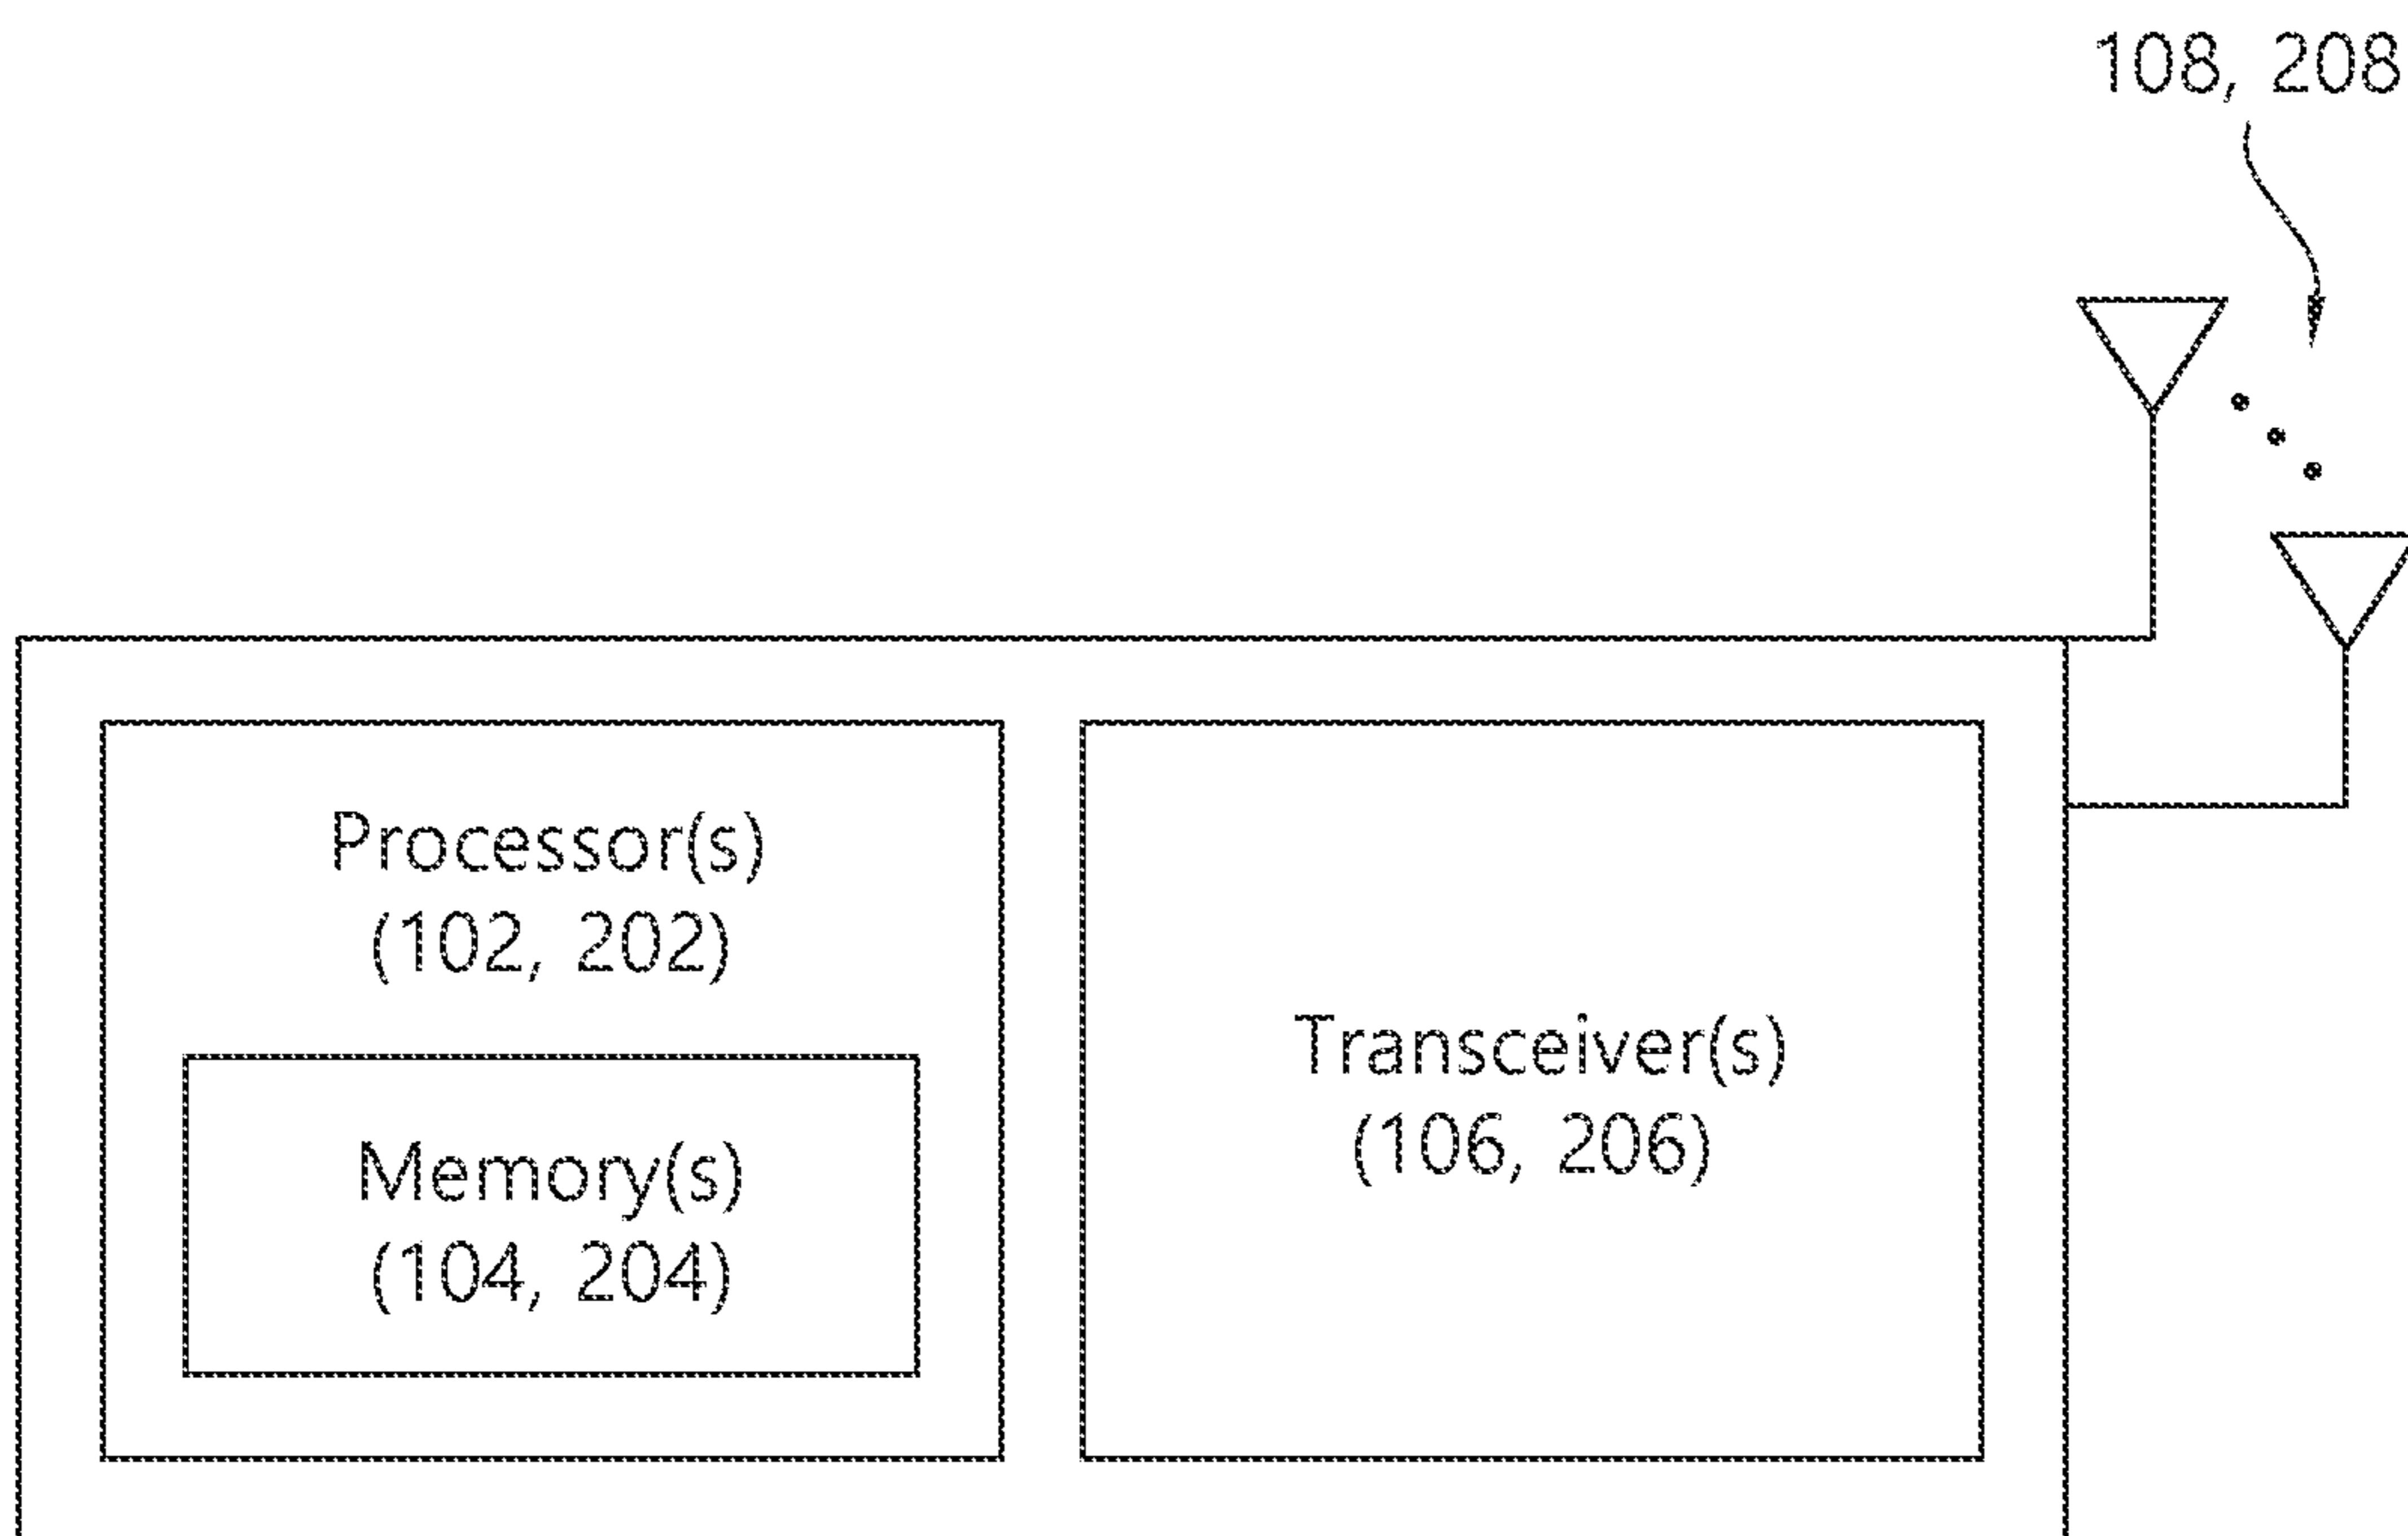 108, 208
Processor(s)
(102, 202)
Memory(s)
(104, 204)
Transceiver(s)
(106, 206)